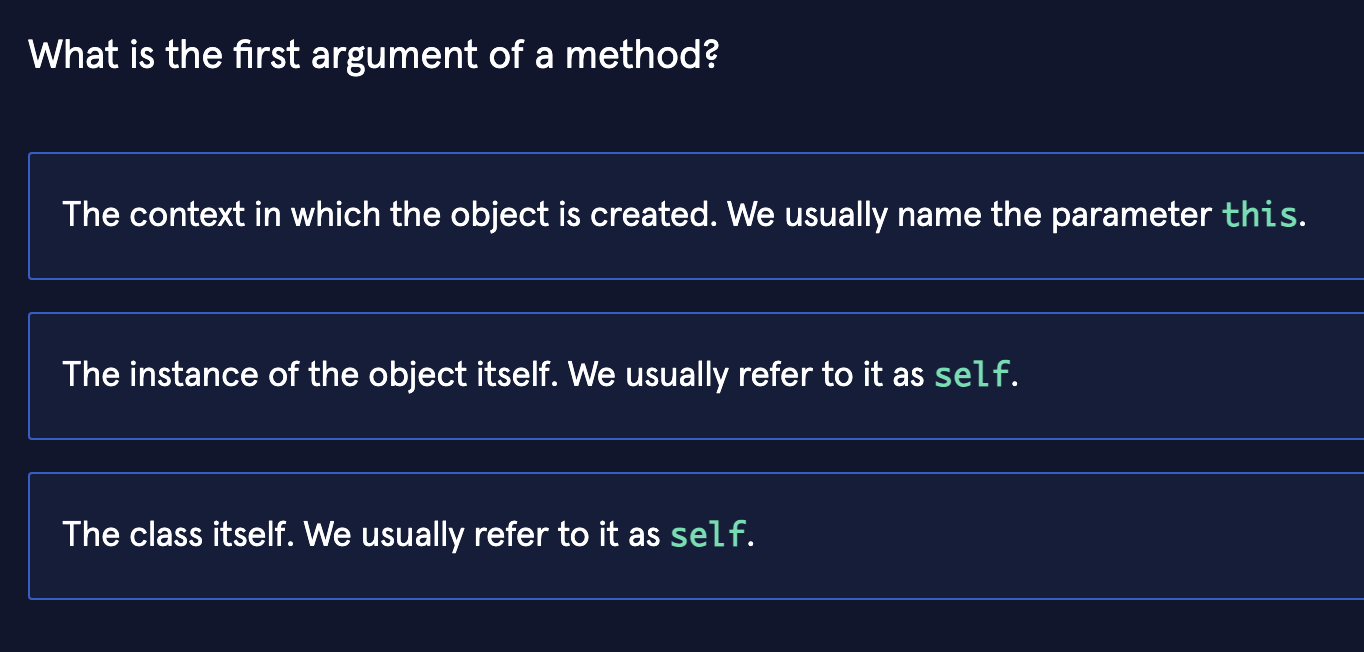 What is the first argument of a method?
The context in which the object is created. We usually name the parameter this.
The instance of the object itself. We usually refer to it as self.
The class itself. We usually refer to it as self.